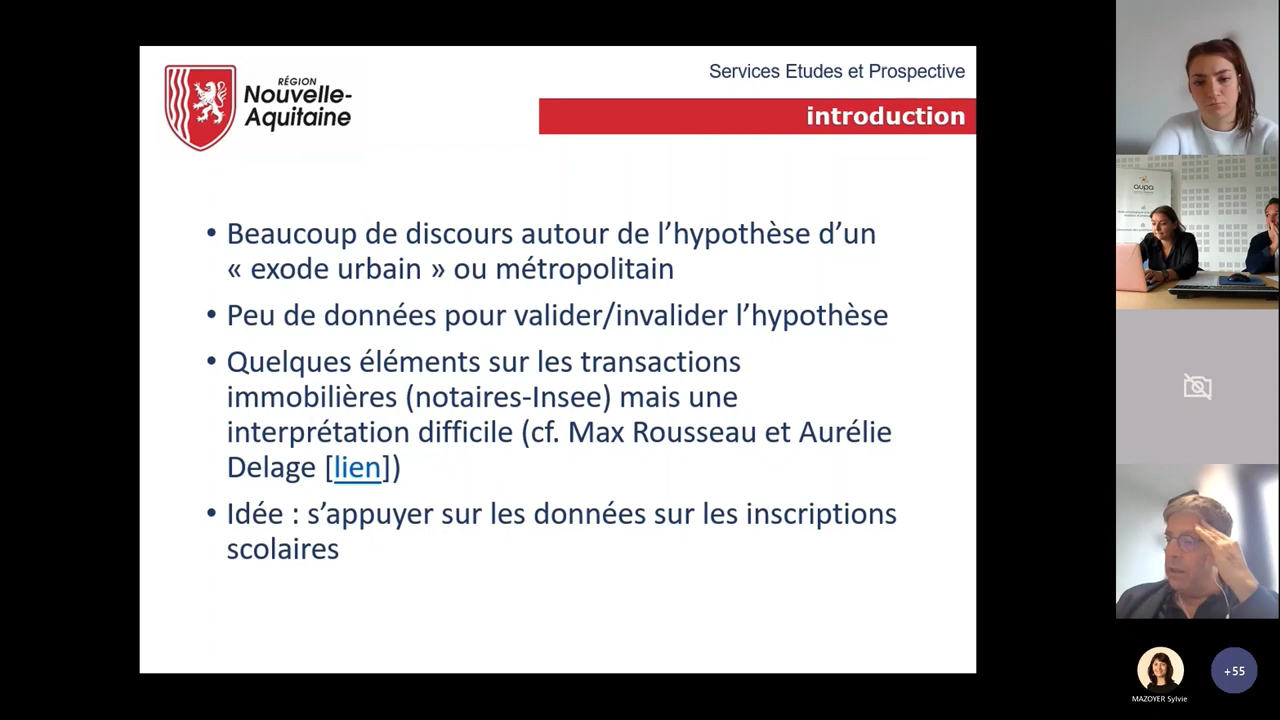 Services Etudes et Prospective
RÉGION
Nouvelle-
Aquitaine
introduction
• Beaucoup de discours autour de l’hypothèse d’un
« exode urbain » ou métropolitain
• Peu de données pour valider/invalider l’hypothèse
• Quelques éléments sur les transactions
immobilières (notaires-Insee) mais une
interprétation difficile (cf. Max Rousseau et Aurélie
Delage [lien])
• Idée : s’appuyer sur les données sur les inscriptions
scolaires
aupa
MAZOYER Sylvie
+55